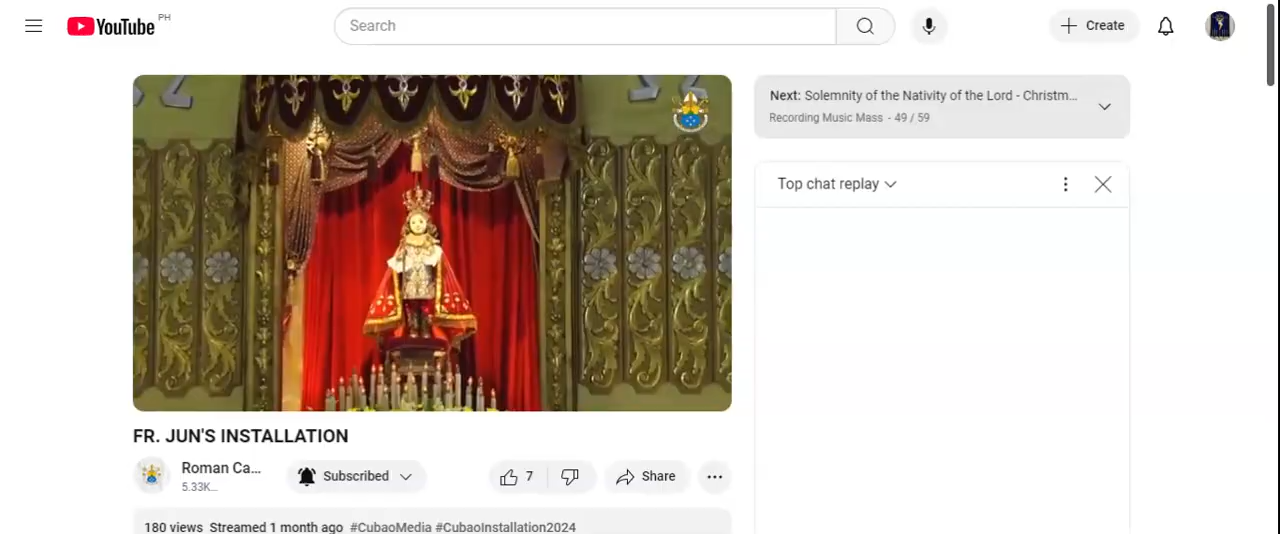 YouTube PH
Search
Create
Next: Solemnity of the Nativity of the Lord - Christm...
Recording Music Mass - 49 / 59
Top chat replay
FR. JUN'S INSTALLATION
Roman Ca...
5.33K...
Subscribed
7
Share
180 views Streamed 1 month ago #CubaoMedia #CubaoInstallation2024